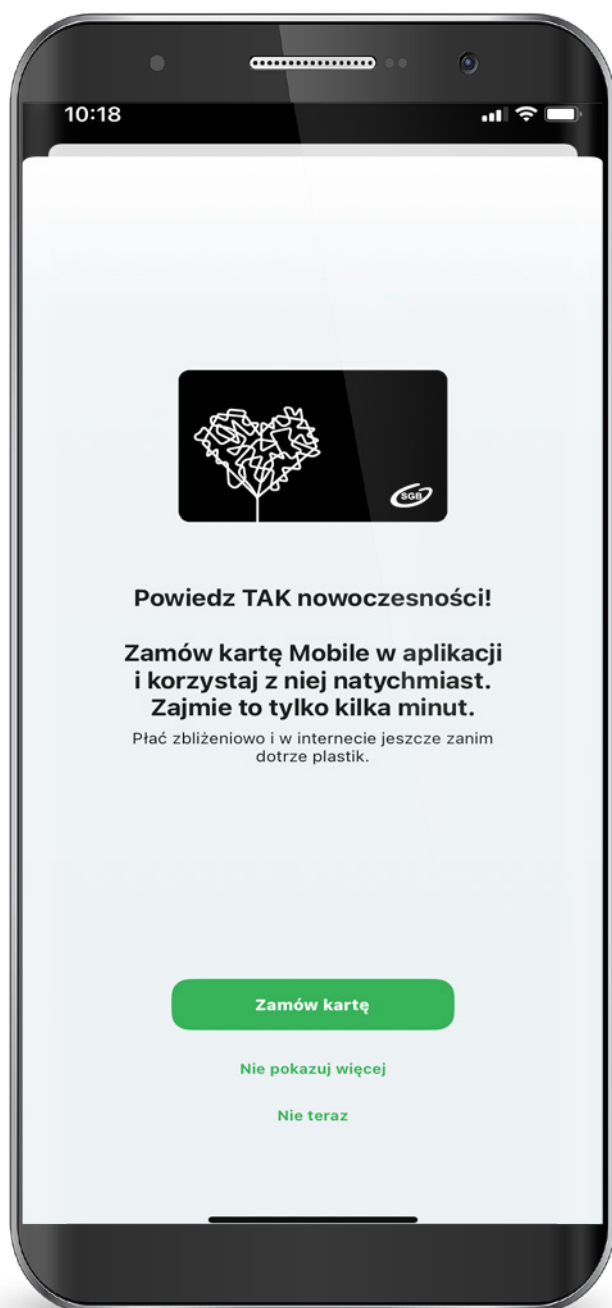 10:18
SGB
Powiedz TAK nowoczesności!
Zamów kartę Mobile w aplikacji
i korzystaj z niej natychmiast.
Zajmie to tylko kilka minut.
Płać zbliżeniowo i w internecie jeszcze zanim
dotrze plastik.
Zamów kartę
Nie pokazuj więcej
Nie teraz